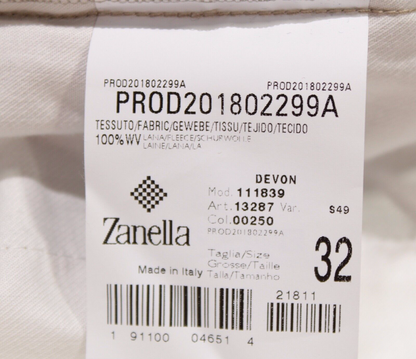 PROD201802299A PROD201802299A
PROD201802299A
TESSUTO/FABRIC/GEWEBE/TISSU/TEJIDO/TECIDO
100%WV LANA/FLEECE/SCHURWOLLE
LAINE/LANA/LA
DEVON
Mod. 111839
Art. 13287 Var. S49
Col. 00250
PROD201802299A
Zanella
Taglia/Size
Grosse/Taille
Talla/Tamanho
32
Made in Italy
21811
1 91100 04651 4